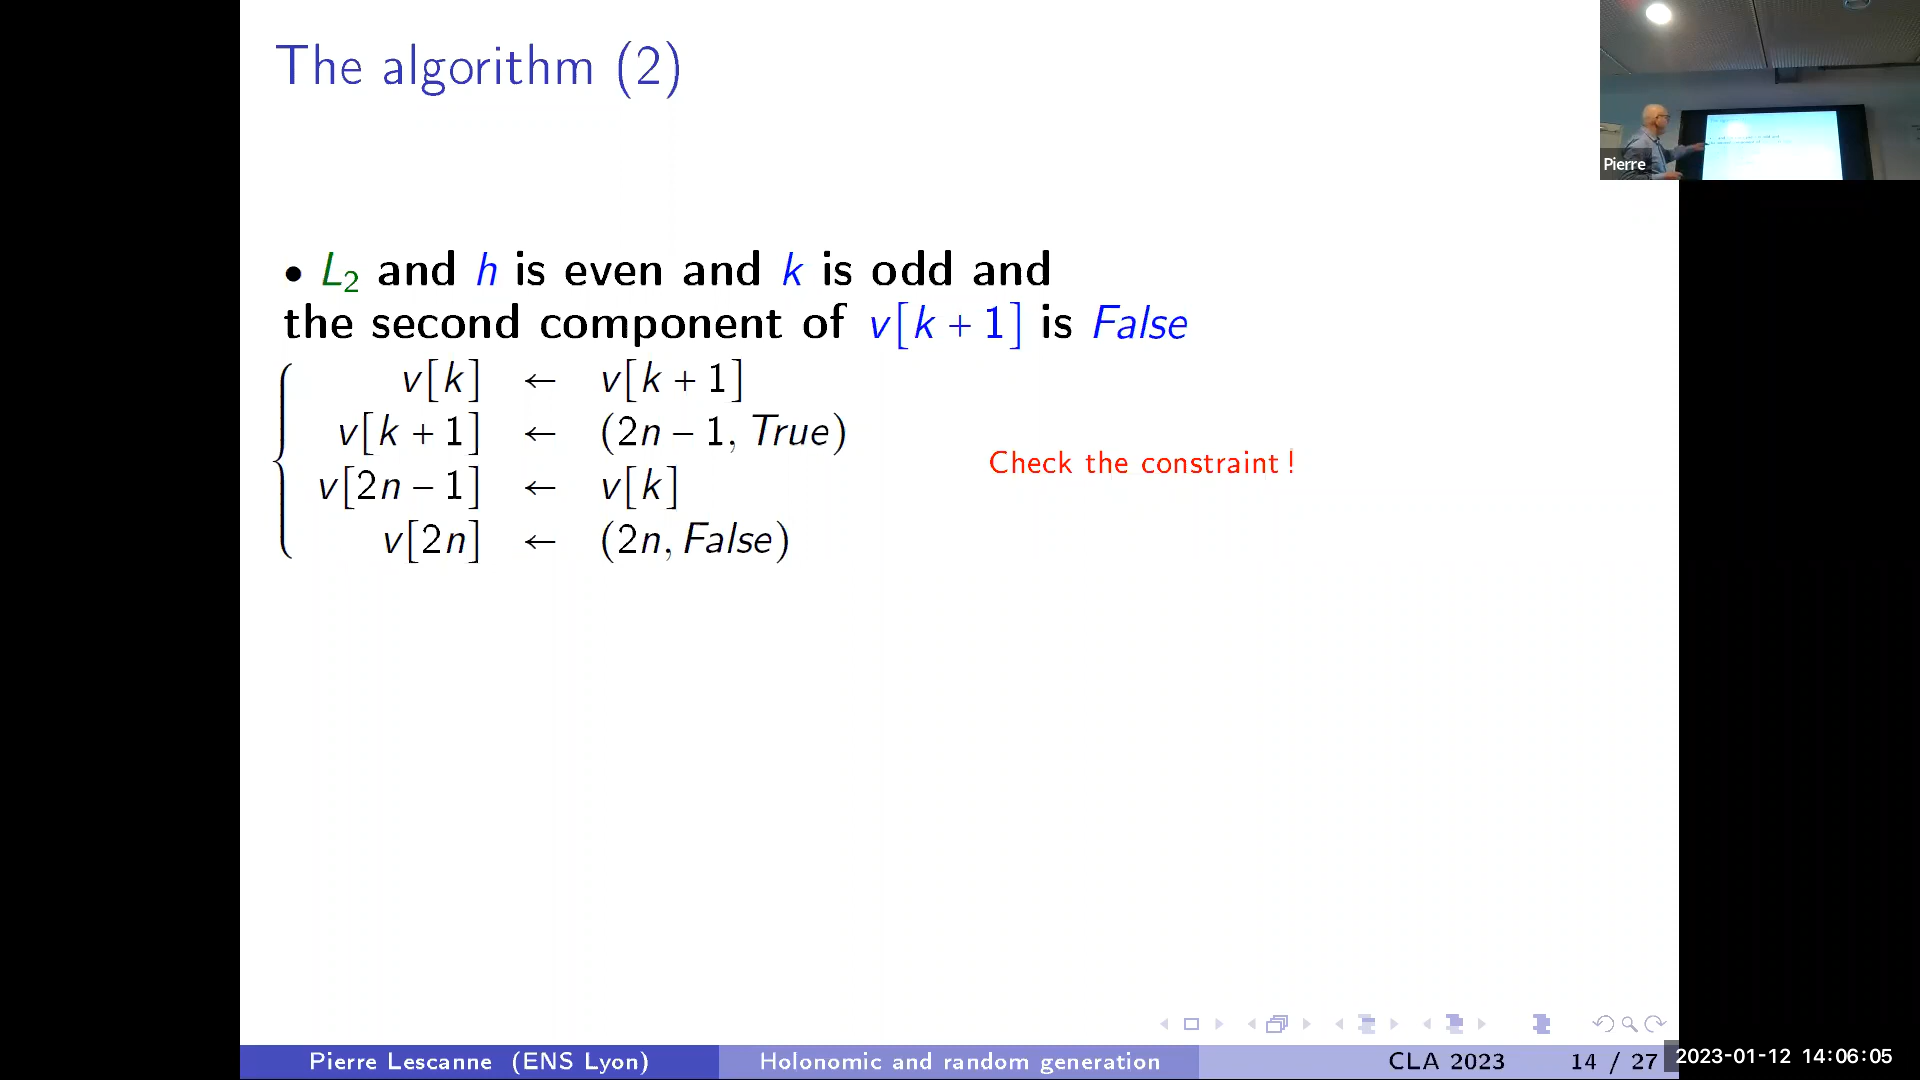 The algorithm (2)
Pierre
• L₂ and h is even and k is odd and
the second component of v[k + 1] is False
v[k] ← v[k + 1]
v[k + 1] ← (2n − 1, True)
v[2n − 1] ← v[k]
v[2n] ← (2n, False)
Check the constraint !
Pierre Lescanne (ENS Lyon) Holonomic and random generation CLA 2023 14 / 27
2023-01-12 14:06:05